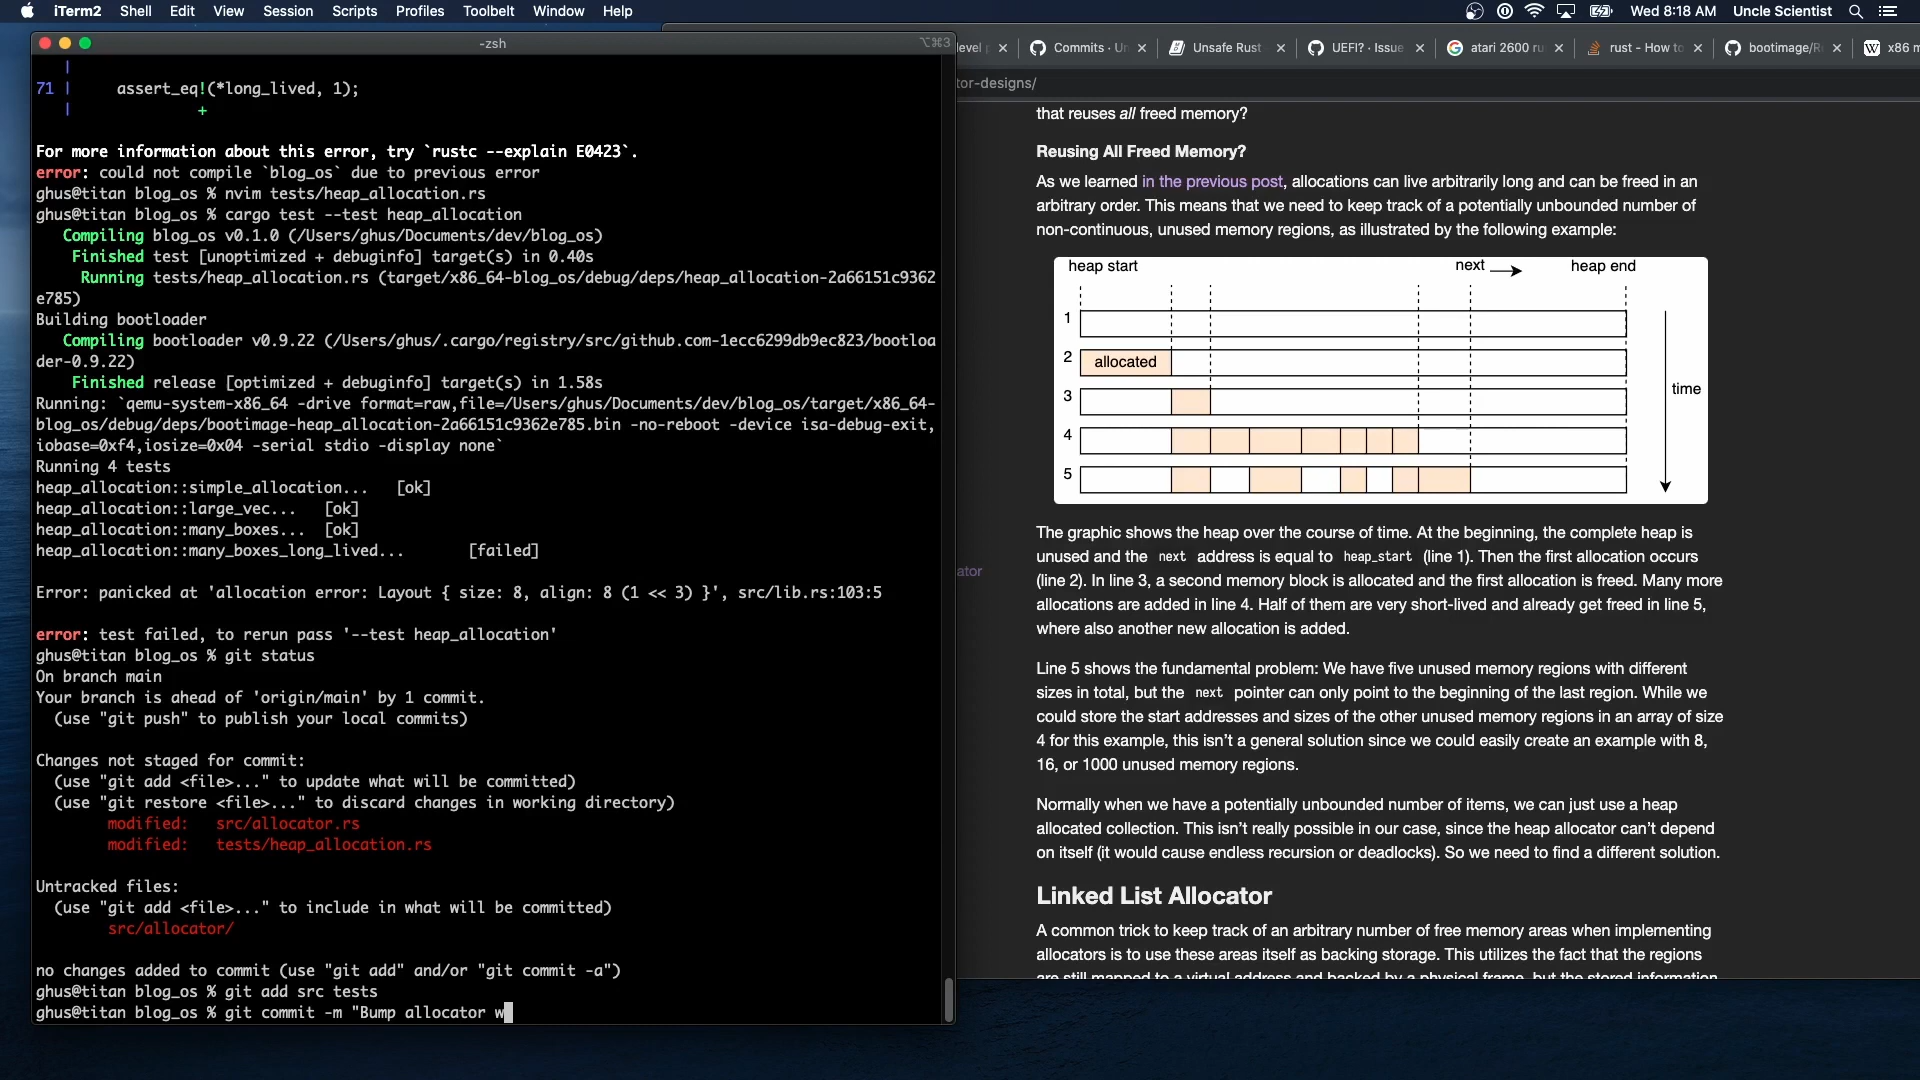 iTerm2 Shell Edit View Session Scripts Profiles Toolbelt Window Help
Wed 8:18 AM Uncle Scientist
-zsh
⌥⌘3
level Commits · Un Unsafe Rust UEFI? · Issue atari 2600 ru rust - How to bootimage/R x86 m
tor-designs/
|
71 |     assert_eq!(*long_lived, 1);
|               +
For more information about this error, try `rustc --explain E0423`.
error: could not compile `blog_os` due to previous error
ghus@titan blog_os % nvim tests/heap_allocation.rs
ghus@titan blog_os % cargo test --test heap_allocation
Compiling blog_os v0.1.0 (/Users/ghus/Documents/dev/blog_os)
Finished test [unoptimized + debuginfo] target(s) in 0.40s
Running tests/heap_allocation.rs (target/x86_64-blog_os/debug/deps/heap_allocation-2a66151c9362
e785)
Building bootloader
Compiling bootloader v0.9.22 (/Users/ghus/.cargo/registry/src/github.com-1ecc6299db9ec823/bootloa
der-0.9.22)
Finished release [optimized + debuginfo] target(s) in 1.58s
Running: `qemu-system-x86_64 -drive format=raw,file=/Users/ghus/Documents/dev/blog_os/target/x86_64-
blog_os/debug/deps/bootimage-heap_allocation-2a66151c9362e785.bin -no-reboot -device isa-debug-exit,
iobase=0xf4,iosize=0x04 -serial stdio -display none`
Running 4 tests
heap_allocation::simple_allocation...   [ok]
heap_allocation::large_vec...   [ok]
heap_allocation::many_boxes...  [ok]
heap_allocation::many_boxes_long_lived...       [failed]
Error: panicked at 'allocation error: Layout { size: 8, align: 8 (1 << 3) }', src/lib.rs:103:5
error: test failed, to rerun pass '--test heap_allocation'
ghus@titan blog_os % git status
On branch main
Your branch is ahead of 'origin/main' by 1 commit.
(use "git push" to publish your local commits)
Changes not staged for commit:
(use "git add <file>..." to update what will be committed)
(use "git restore <file>..." to discard changes in working directory)
modified:   src/allocator.rs
modified:   tests/heap_allocation.rs
Untracked files:
(use "git add <file>..." to include in what will be committed)
src/allocator/
no changes added to commit (use "git add" and/or "git commit -a")
ghus@titan blog_os % git add src tests
ghus@titan blog_os % git commit -m "Bump allocator w
ator
that reuses all freed memory?
Reusing All Freed Memory?
As we learned in the previous post, allocations can live arbitrarily long and can be freed in an
arbitrary order. This means that we need to keep track of a potentially unbounded number of
non-continuous, unused memory regions, as illustrated by the following example:
heap start next heap end
1
2 allocated
3
4
5
time
The graphic shows the heap over the course of time. At the beginning, the complete heap is
unused and the next address is equal to heap_start (line 1). Then the first allocation occurs
(line 2). In line 3, a second memory block is allocated and the first allocation is freed. Many more
allocations are added in line 4. Half of them are very short-lived and already get freed in line 5,
where also another new allocation is added.
Line 5 shows the fundamental problem: We have five unused memory regions with different
sizes in total, but the next pointer can only point to the beginning of the last region. While we
could store the start addresses and sizes of the other unused memory regions in an array of size
4 for this example, this isn't a general solution since we could easily create an example with 8,
16, or 1000 unused memory regions.
Normally when we have a potentially unbounded number of items, we can just use a heap
allocated collection. This isn't really possible in our case, since the heap allocator can't depend
on itself (it would cause endless recursion or deadlocks). So we need to find a different solution.
Linked List Allocator
A common trick to keep track of an arbitrary number of free memory areas when implementing
allocators is to use these areas itself as backing storage. This utilizes the fact that the regions
are still mapped to a virtual address and backed by a physical frame, but the stored information